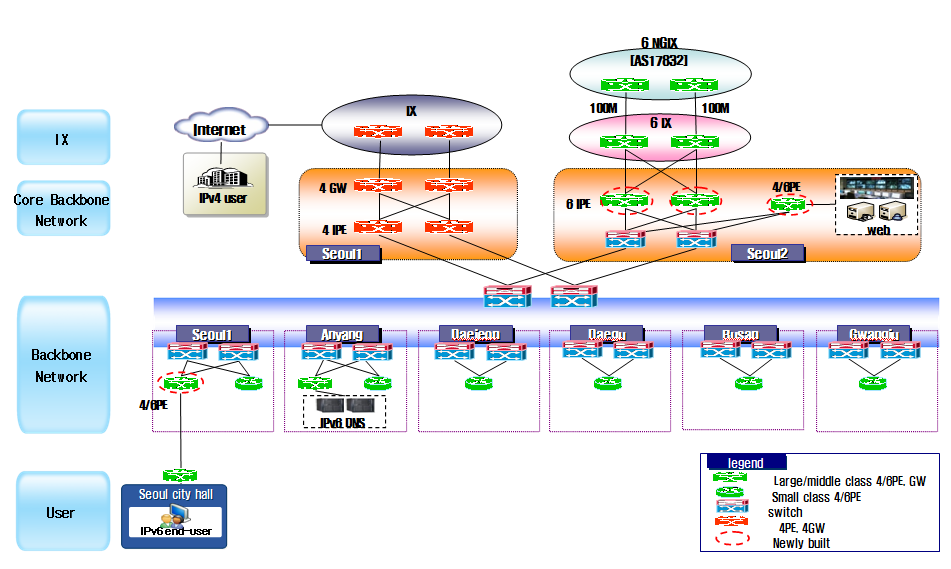 6 NGIX
[AS17832]
100M
100M
IX
6 IX
Internet
IX
IPv4 user
4 GW
4/6PE
Core Backbone
Network
6 IPE
4 IPE
web
Seoul1
Seoul2
Seoul1
Anyang
Daejeon
Daegu
Busan
Gwangju
Backbone
Network
4/6PE
IPv6 DNS
legend
Large/middle class 4/6PE, GW
Small class 4/6PE
switch
4PE, 4GW
Newly built
Seoul city hall
User
IPv6 end-user